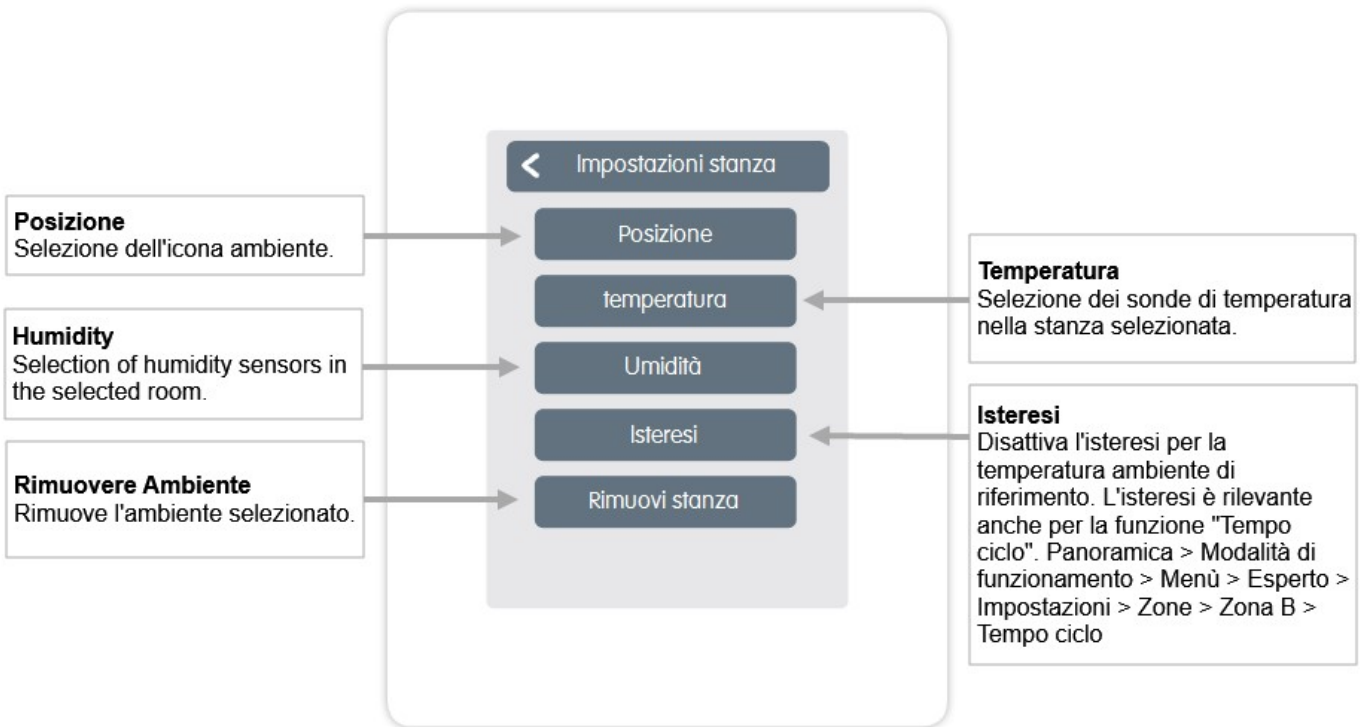 Impostazioni stanza
Posizione
temperatura
Umidità
Isteresi
Rimuovi stanza
Posizione
Selezione dell'icona ambiente.
Humidity
Selection of humidity sensors in
the selected room.
Rimuovere Ambiente
Rimuove l'ambiente selezionato.
Temperatura
Selezione dei sonde di temperatura
nella stanza selezionata.
Isteresi
Disattiva l'isteresi per la
temperatura ambiente di
riferimento. L'isteresi è rilevante
anche per la funzione "Tempo
ciclo". Panoramica > Modalità di
funzionamento > Menù > Esperto >
Impostazioni > Zone > Zona B >
Tempo ciclo